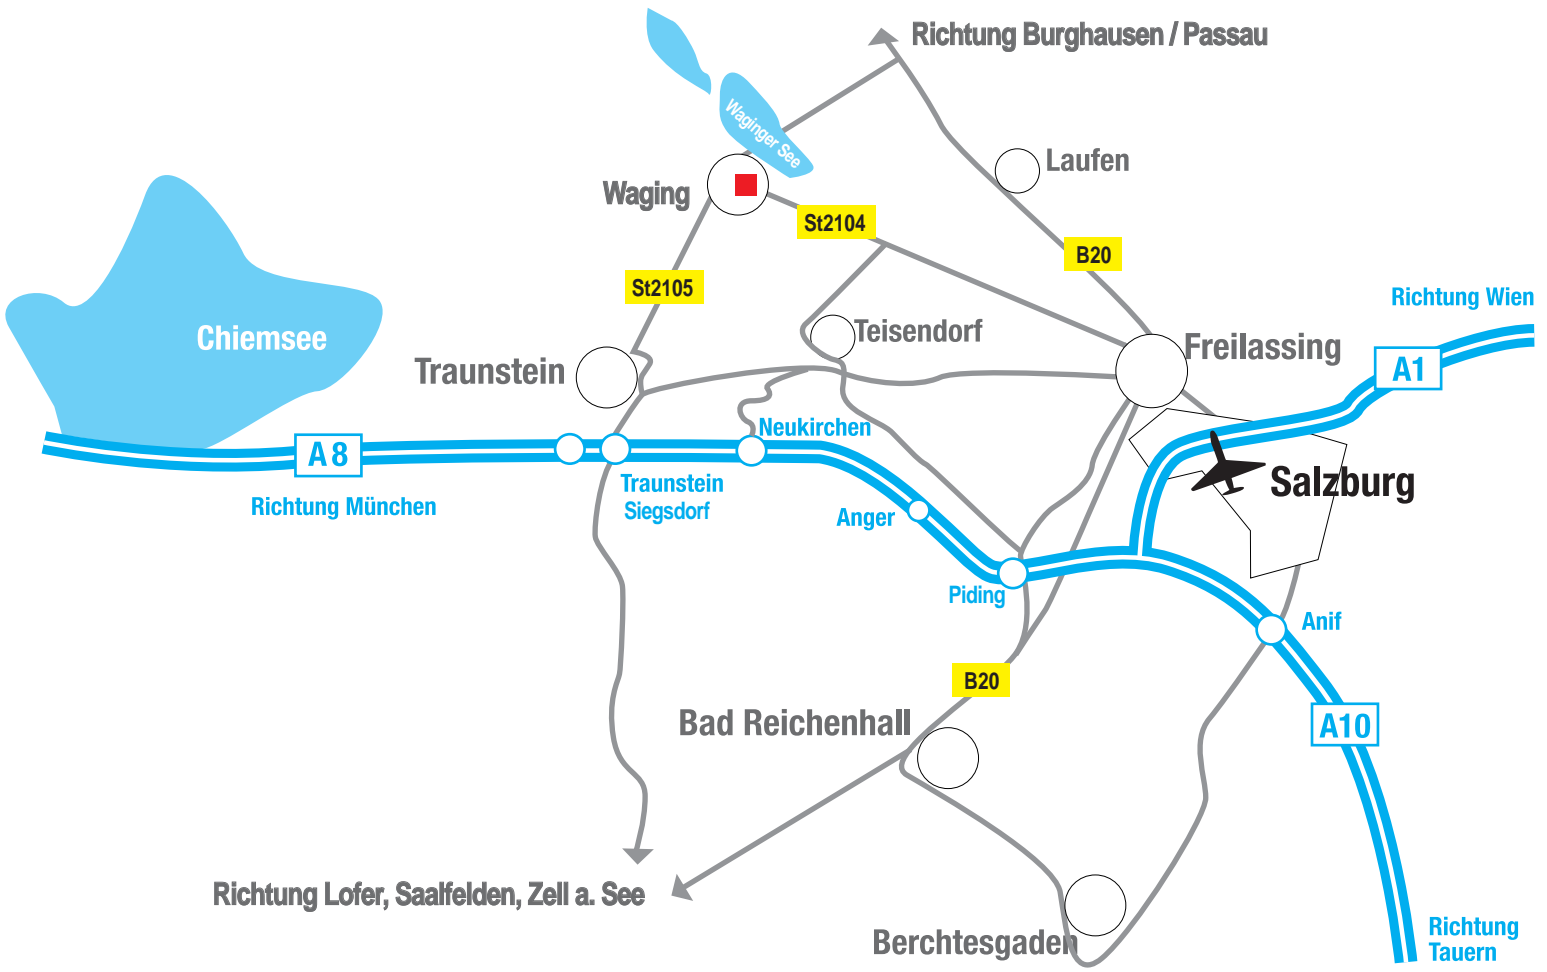 Richtung Burghausen / Passau
Waginger See
Laufen
Waging
St2104
B20
St2105
Richtung Wien
Chiemsee
Teisendorf
Freilassing
Traunstein
A1
Neukirchen
A 8
Traunstein
Siegsdorf
Salzburg
Richtung München
Anger
Piding
Anif
B20
Bad Reichenhall
A10
Richtung Lofer, Saalfelden, Zell a. See
Berchtesgaden
Richtung
Tauern